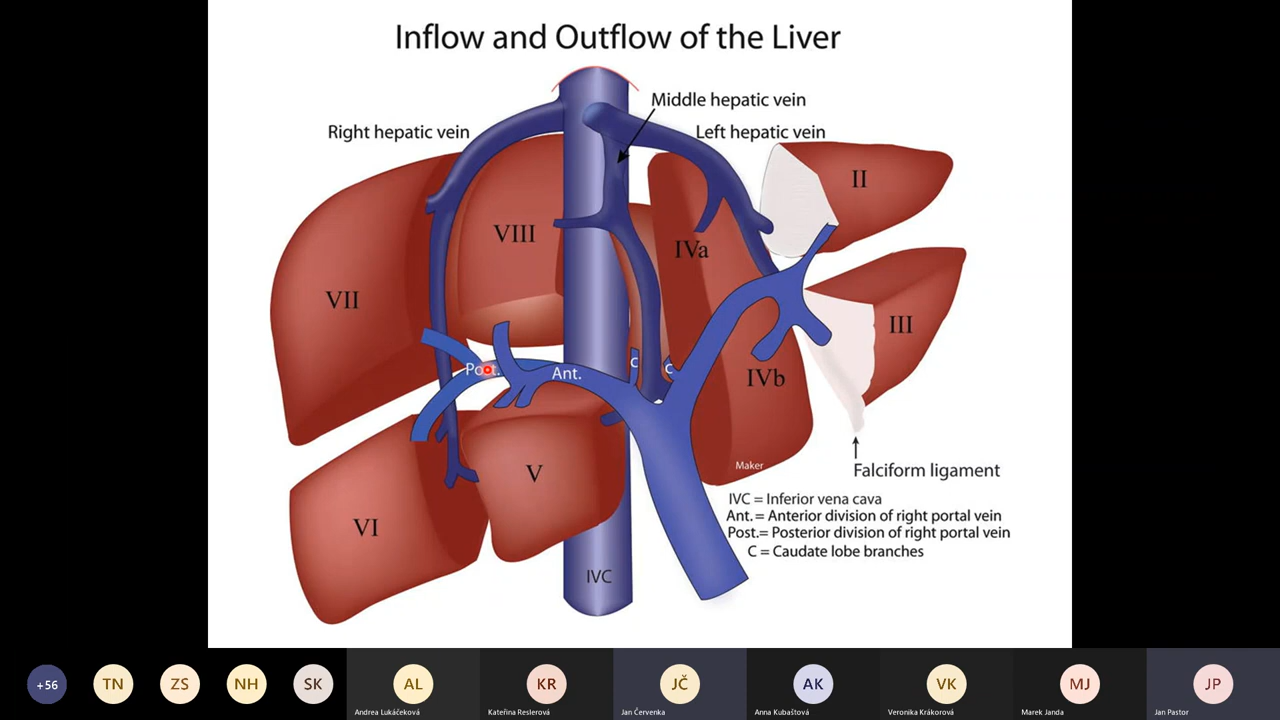 Inflow and Outflow of the Liver
Middle hepatic vein
Right hepatic vein
Left hepatic vein
II
VIII
IVa
VII
III
Post.
Ant.
C
C
IVb
Maker
Falciform ligament
V
VI
IVC
IVC = Inferior vena cava
Ant. = Anterior division of right portal vein
Post.= Posterior division of right portal vein
C = Caudate lobe branches
+56
TN
ZS
NH
SK
AL
KR
JČ
AK
VK
MJ
JP
Andrea Lukáčeková
Kateřina Reslerová
Jan Červenka
Anna Kubaštová
Veronika Krákorová
Marek Janda
Jan Pastor